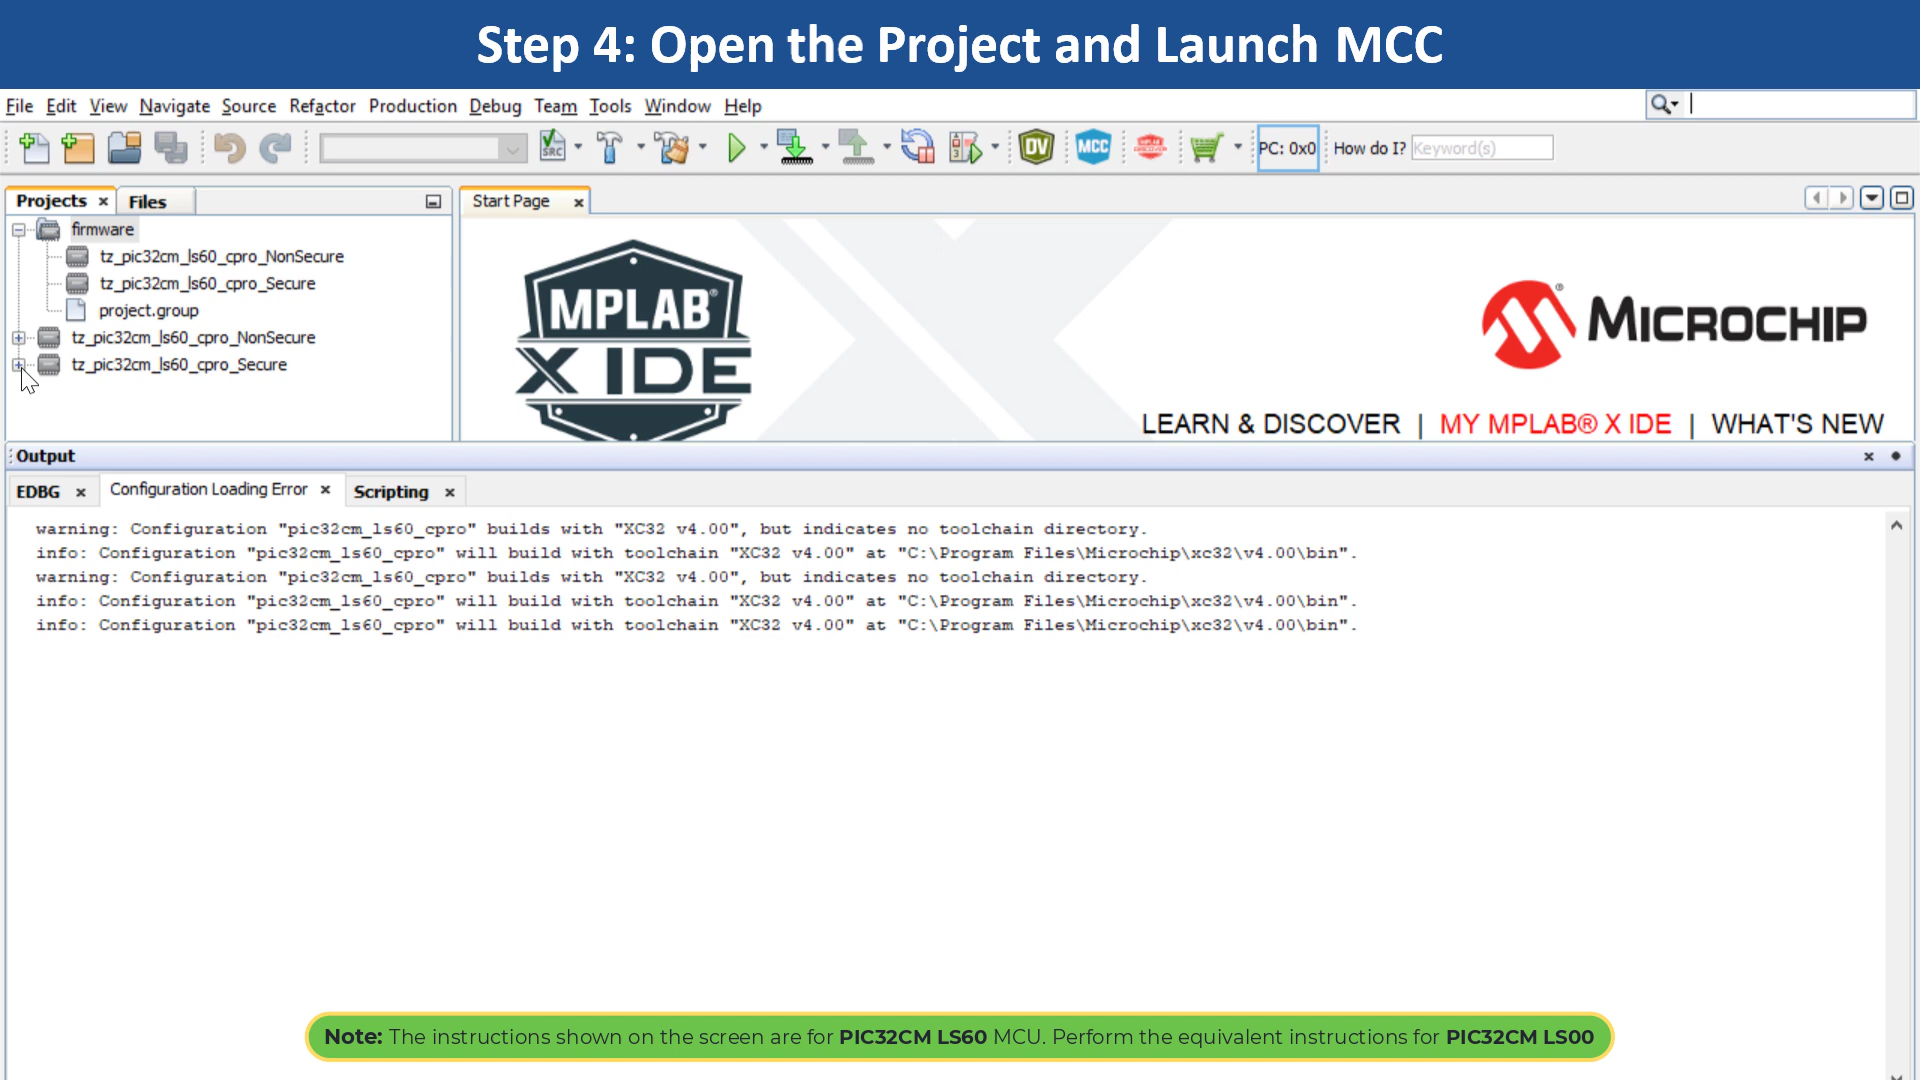 Step 4: Open the Project and Launch MCC
File Edit View Navigate Source Refactor Production Debug Team Tools Window Help
SRC DV MCC PC: 0x0 How do I? Keyword(s)
Projects Files Start Page
firmware
tz_pic32cm_ls60_cpro_NonSecure
tz_pic32cm_ls60_cpro_Secure
project.group
tz_pic32cm_ls60_cpro_NonSecure
tz_pic32cm_ls60_cpro_Secure
MPLAB®
X IDE
MICROCHIP®
LEARN & DISCOVER | MY MPLAB® X IDE | WHAT'S NEW
Output
EDBG Configuration Loading Error Scripting
warning: Configuration "pic32cm_ls60_cpro" builds with "XC32 v4.00", but indicates no toolchain directory.
info: Configuration "pic32cm_ls60_cpro" will build with toolchain "XC32 v4.00" at "C:\Program Files\Microchip\xc32\v4.00\bin".
warning: Configuration "pic32cm_ls60_cpro" builds with "XC32 v4.00", but indicates no toolchain directory.
info: Configuration "pic32cm_ls60_cpro" will build with toolchain "XC32 v4.00" at "C:\Program Files\Microchip\xc32\v4.00\bin".
info: Configuration "pic32cm_ls60_cpro" will build with toolchain "XC32 v4.00" at "C:\Program Files\Microchip\xc32\v4.00\bin".
Note: The instructions shown on the screen are for PIC32CM LS60 MCU. Perform the equivalent instructions for PIC32CM LS00